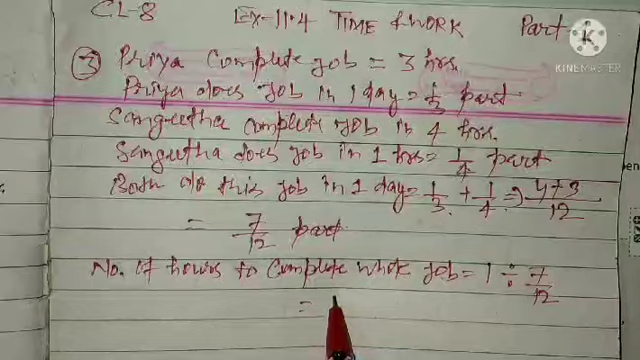 CL-8 Ex-11.4 TIME & WORK Part-
K
KINEMASTER
③ Priya Complete job = 3 hrs.
Priya does job in 1 day = 1/3 part
Sangeetha complete job in 4 hrs.
Sangeetha does job in 1 hrs = 1/4 part
Both do this job in 1 day = 1/3 + 1/4 => 4+3/12
= 7/12 part
No. of hours to Complete whole job = 1 ÷ 7/12
=